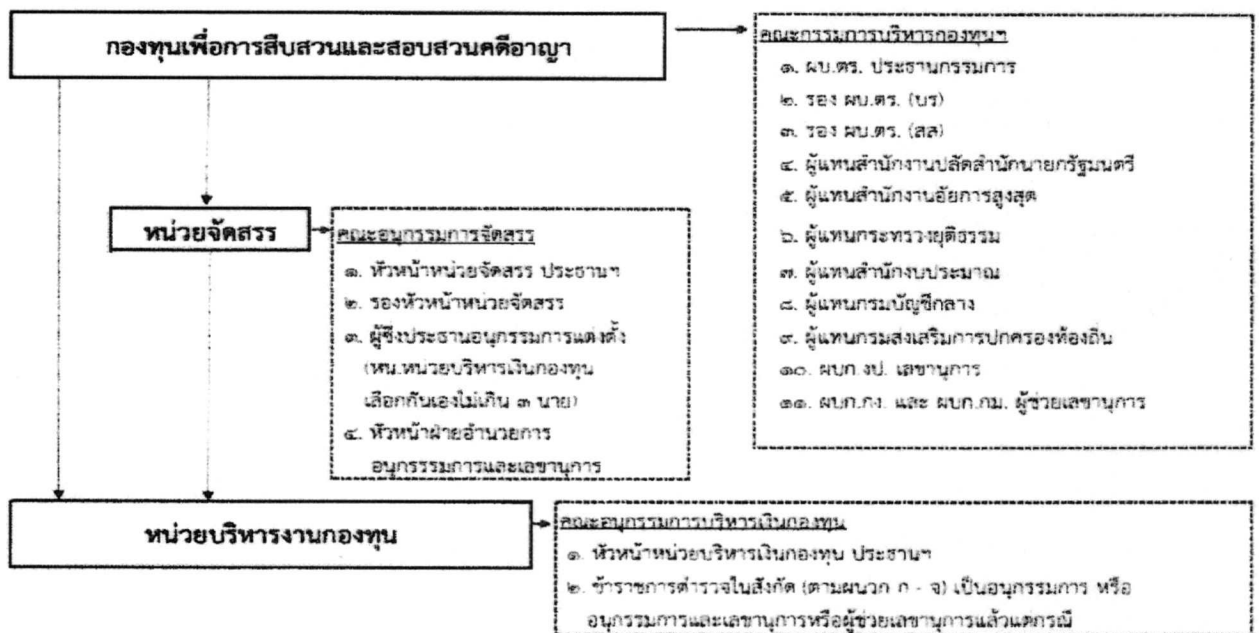 กองทุนเพื่อการสืบสวนและสอบสวนคดีอาญา
คณะกรรมการบริหารกองทุนฯ
๑. ผบ.ตร. ประธานกรรมการ
๒. รอง ผบ.ตร. (บร)
๓. รอง ผบ.ตร. (สส)
๔. ผู้แทนสำนักงานปลัดสำนักนายกรัฐมนตรี
๕. ผู้แทนสำนักงานอัยการสูงสุด
๖. ผู้แทนกระทรวงยุติธรรม
๗. ผู้แทนสำนักงบประมาณ
๘. ผู้แทนกรมบัญชีกลาง
๙. ผู้แทนกรมส่งเสริมการปกครองท้องถิ่น
๑๐. ผบก.งป. เลขานุการ
๑๑. ผบก.กง. และ ผบก.กม. ผู้ช่วยเลขานุการ
หน่วยจัดสรร
คณะอนุกรรมการจัดสรร
๑. หัวหน้าหน่วยจัดสรร ประธานฯ
๒. รองหัวหน้าหน่วยจัดสรร
๓. ผู้ซึ่งประธานอนุกรรมการแต่งตั้ง
(หน.หน่วยบริหารเงินกองทุน
เลือกกันเองไม่เกิน ๓ นาย)
๔. หัวหน้าฝ่ายอำนวยการ
อนุกรรรมการและเลขานุการ
หน่วยบริหารงานกองทุน
คณะอนุกรรมการบริหารเงินกองทุน
๑. หัวหน้าหน่วยบริหารเงินกองทุน ประธานฯ
๒. ข้าราชการตำรวจในสังกัด (ตามผนวก ก - จ) เป็นอนุกรรมการ หรือ
อนุกรรมการและเลขานุการหรือผู้ช่วยเลขานุการแล้วแต่กรณี